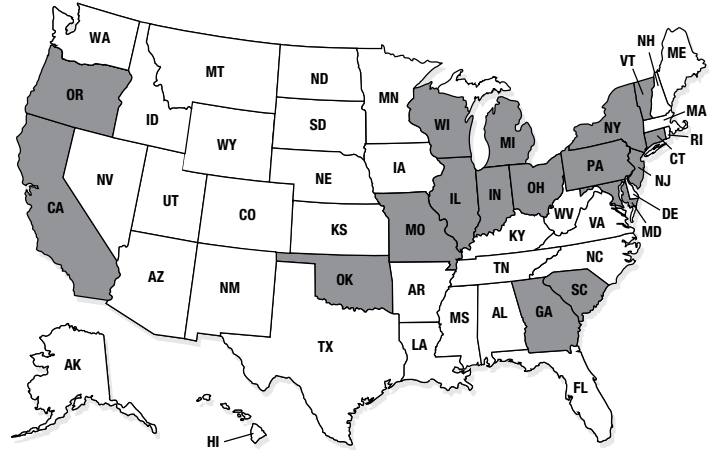 WA
MT
ND
MN
OR
ID
SD
WI
MI
NY
VT
NH
ME
MA
RI
CT
WY
IA
NE
PA
NJ
NV
UT
CO
IL
IN
OH
DE
MD
CA
KS
MO
WV
VA
KY
AZ
NM
OK
AR
TN
NC
SC
TX
LA
MS
AL
GA
FL
AK
HI